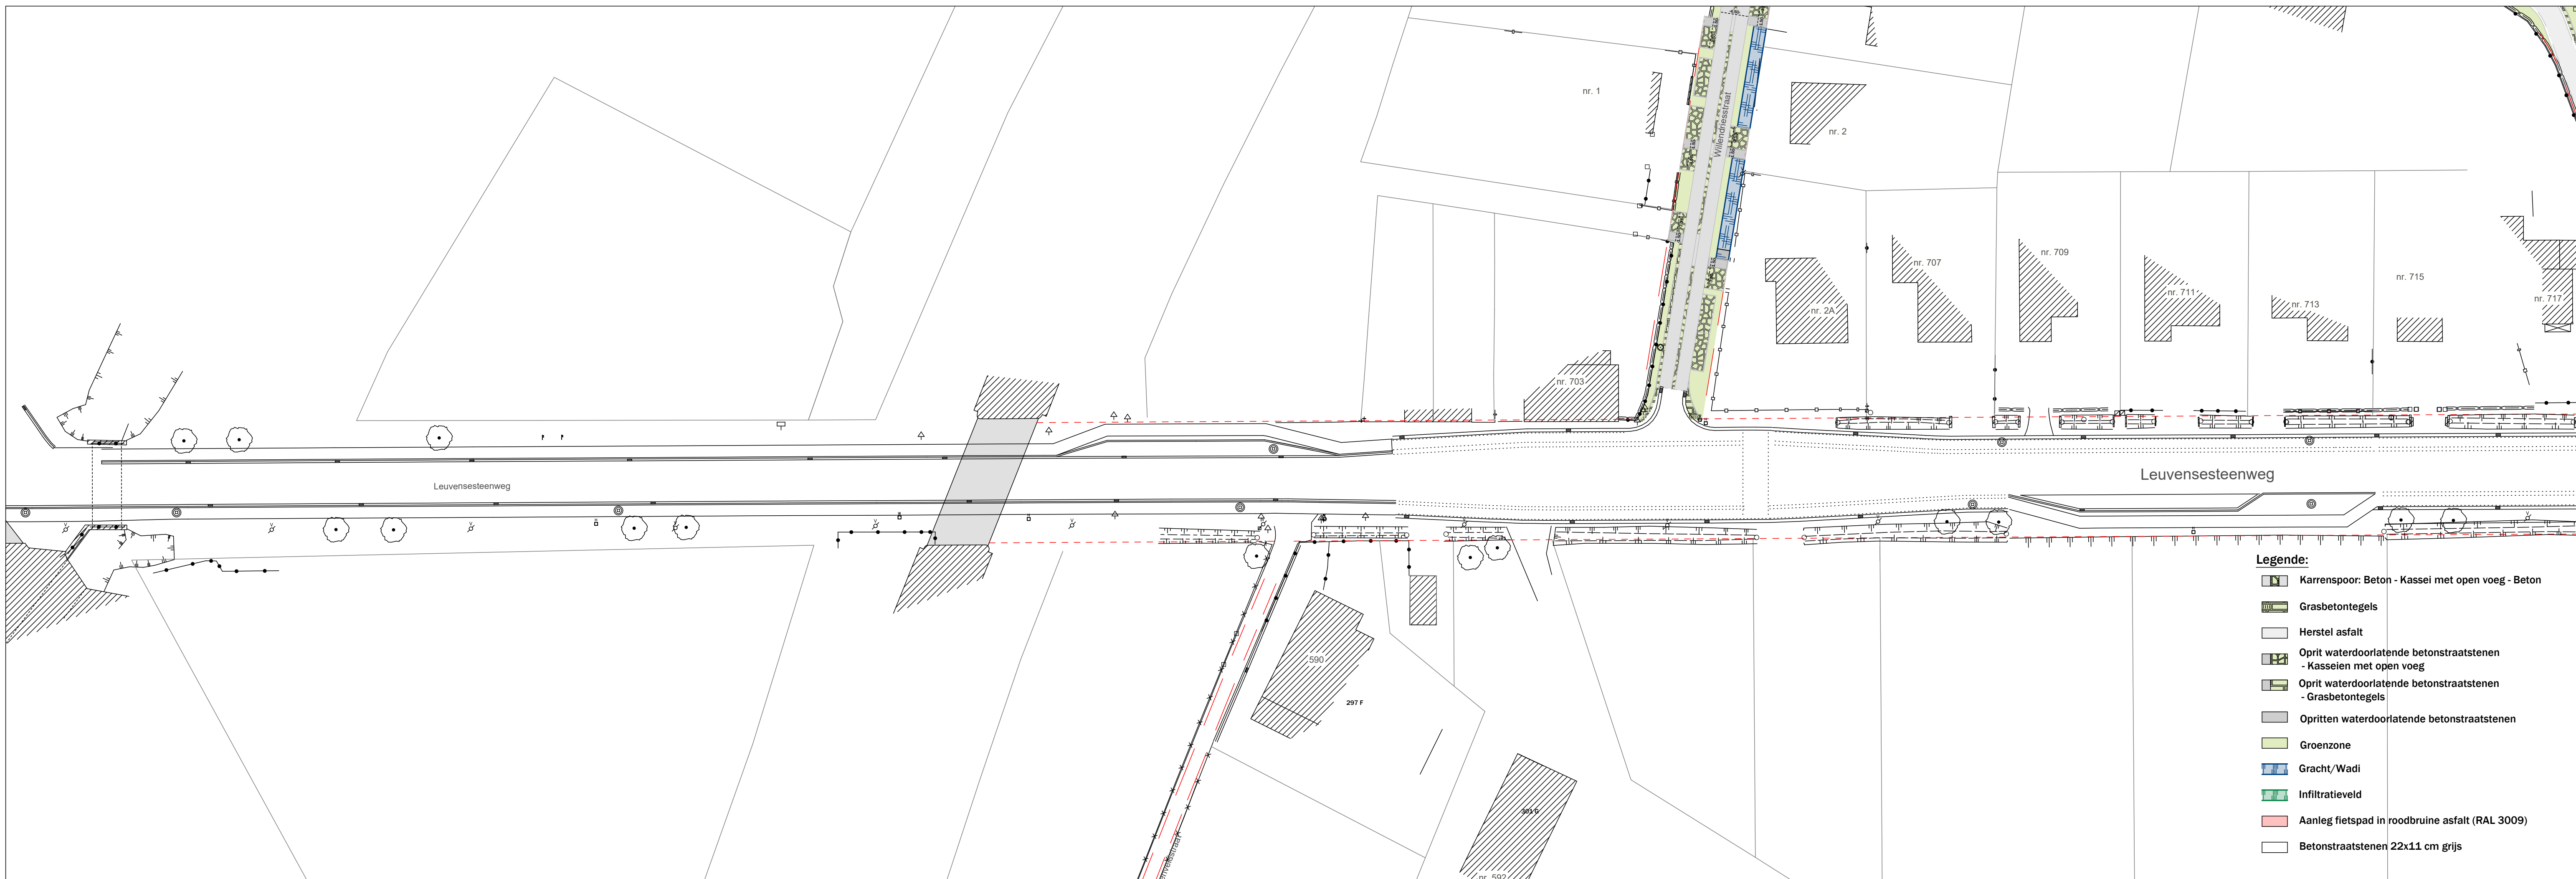 nr. 1
Willendriesstraat
nr. 2
nr. 2A
nr. 707
nr. 709
nr. 711
nr. 713
nr. 715
nr. 717
nr. 703
Leuvensesteenweg
Leuvensesteenweg
590
297 F
301 G
nr. 592
Legende:
Karrenspoor: Beton - Kassei met open voeg - Beton
Grasbetontegels
Herstel asfalt
Oprit waterdoorlatende betonstraatstenen
- Kasseien met open voeg
Oprit waterdoorlatende betonstraatstenen
- Grasbetontegels
Opritten waterdoorlatende betonstraatstenen
Groenzone
Gracht/Wadi
Infiltratieveld
Aanleg fietspad in roodbruine asfalt (RAL 3009)
Betonstraatstenen 22x11 cm grijs